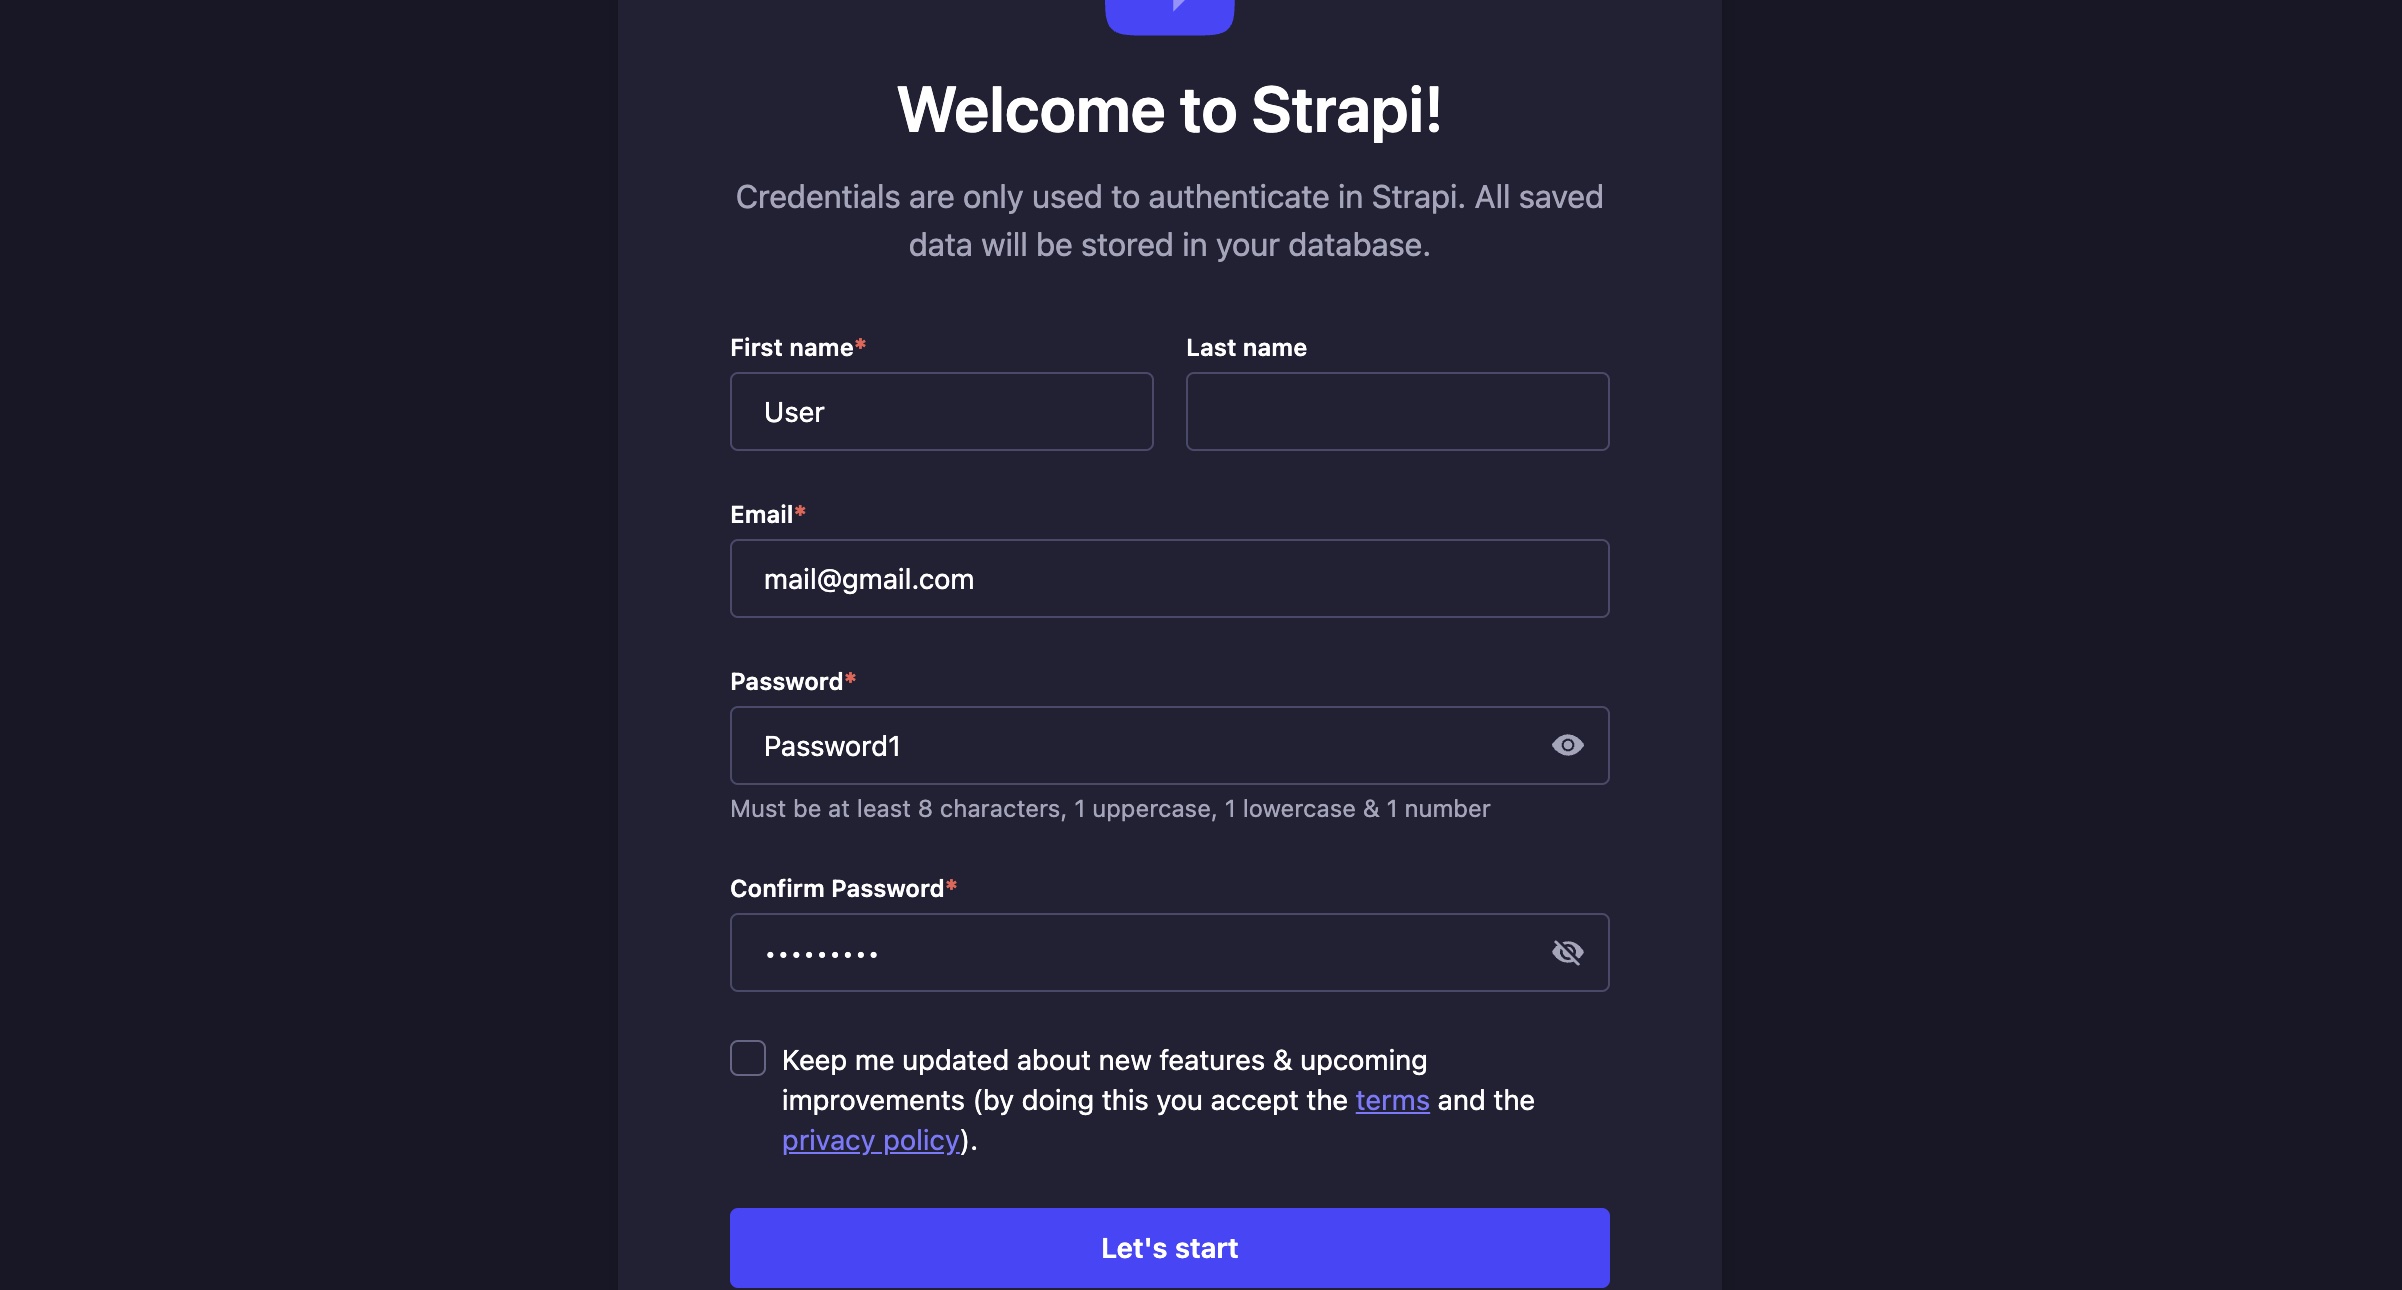 Welcome to Strapi!
Credentials are only used to authenticate in Strapi. All saved
data will be stored in your database.
First name*
Last name
User
Email*
mail@gmail.com
Password*
Password1
Must be at least 8 characters, 1 uppercase, 1 lowercase & 1 number
Confirm Password*
•••••••••
Keep me updated about new features & upcoming
improvements (by doing this you accept the terms and the
privacy policy).
Let's start